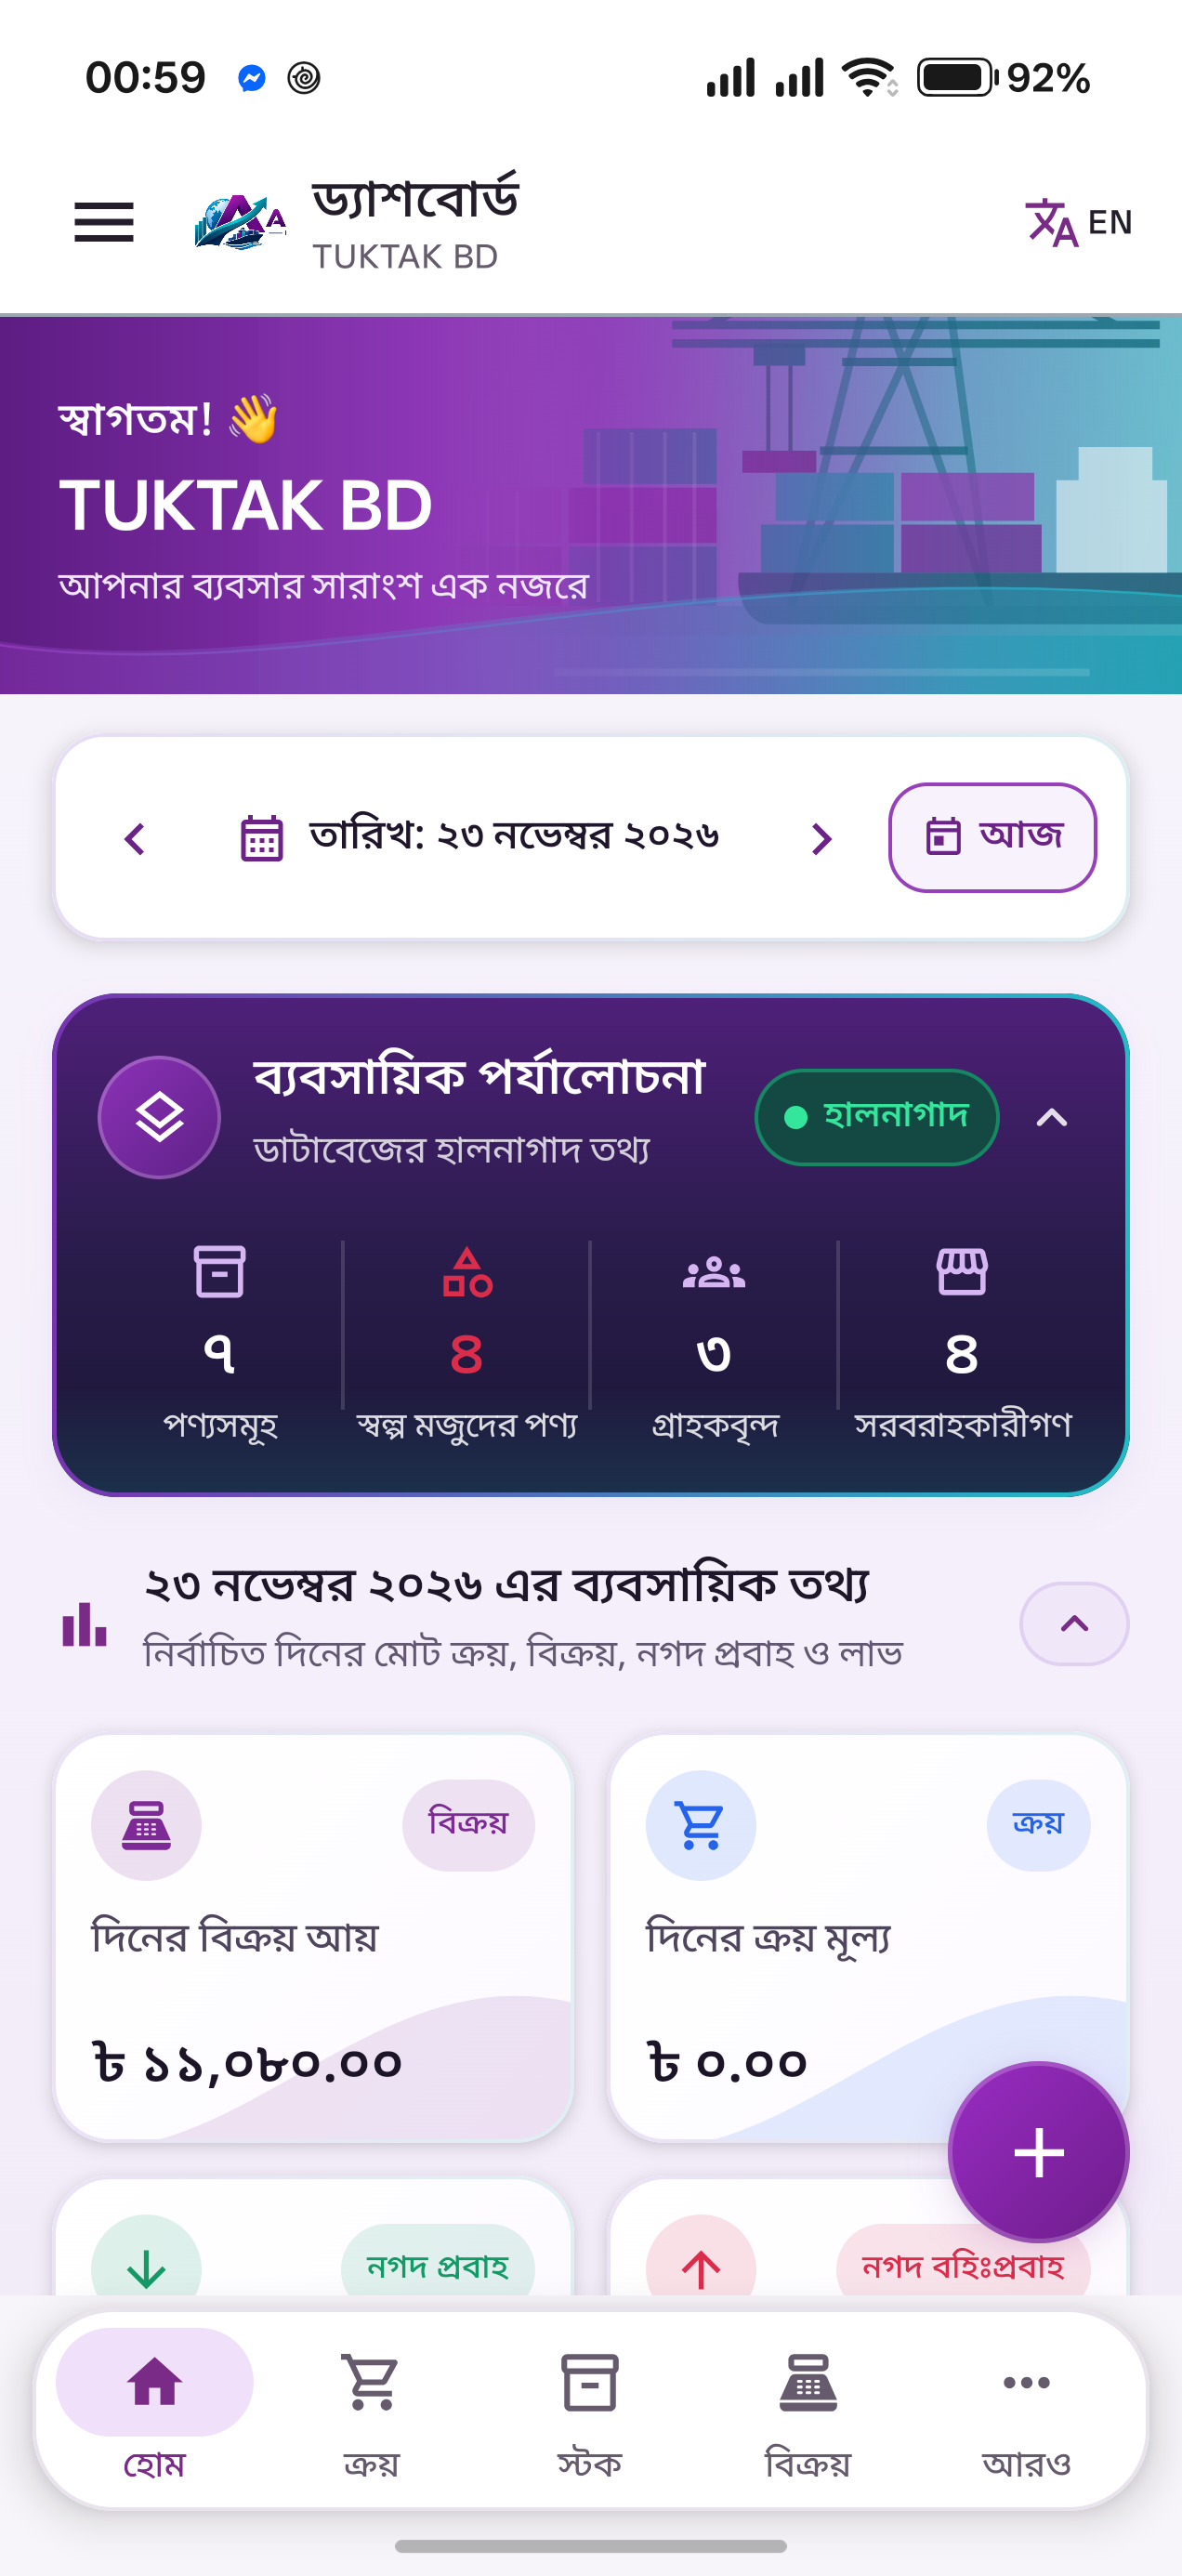 00:59
92%
ড্যাশবোর্ড
TUKTAK BD
EN
স্বাগতম! 👋
TUKTAK BD
আপনার ব্যবসার সারাংশ এক নজরে
তারিখ: ২৩ নভেম্বর ২০২৬
আজ
ব্যবসায়িক পর্যালোচনা
ডাটাবেজের হালনাগাদ তথ্য
হালনাগাদ
৭ ৪ ৩ ৪
পণ্যসমূহ স্বল্প মজুদের পণ্য গ্রাহকবৃন্দ সরবরাহকারীগণ
২৩ নভেম্বর ২০২৬ এর ব্যবসায়িক তথ্য
নির্বাচিত দিনের মোট ক্রয়, বিক্রয়, নগদ প্রবাহ ও লাভ
বিক্রয়
দিনের বিক্রয় আয়
৳ ১১,০৮০.০০
ক্রয়
দিনের ক্রয় মূল্য
৳ ০.০০
নগদ প্রবাহ
নগদ বহিঃপ্রবাহ
হোম ক্রয় স্টক বিক্রয় আরও